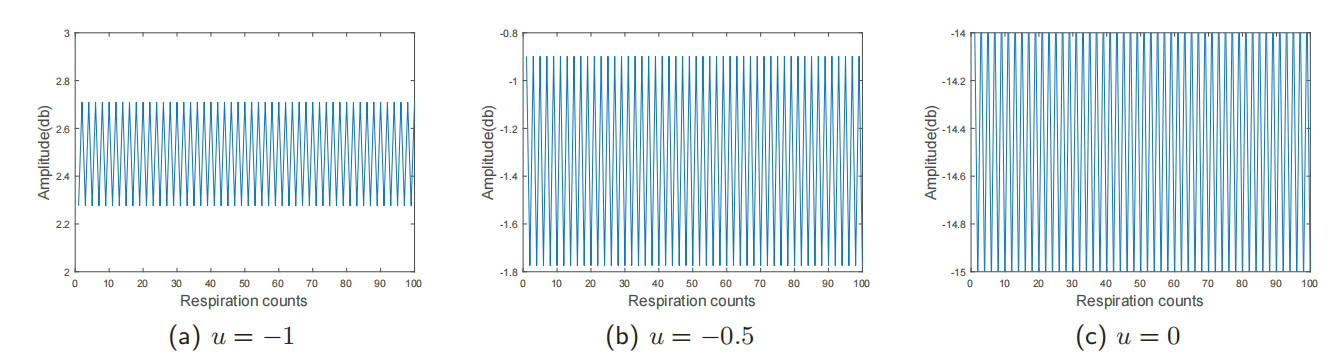 3
2.8
2.6
2.4
2.2
2
Amplitude(db)
0 10 20 30 40 50 60 70 80 90 100
Respiration counts
(a) u = −1
-0.8
-1
-1.2
-1.4
-1.6
-1.8
Amplitude(db)
0 10 20 30 40 50 60 70 80 90 100
Respiration counts
(b) u = −0.5
-14
-14.2
-14.4
-14.6
-14.8
-15
Amplitude(db)
0 10 20 30 40 50 60 70 80 90 100
Respiration counts
(c) u = 0